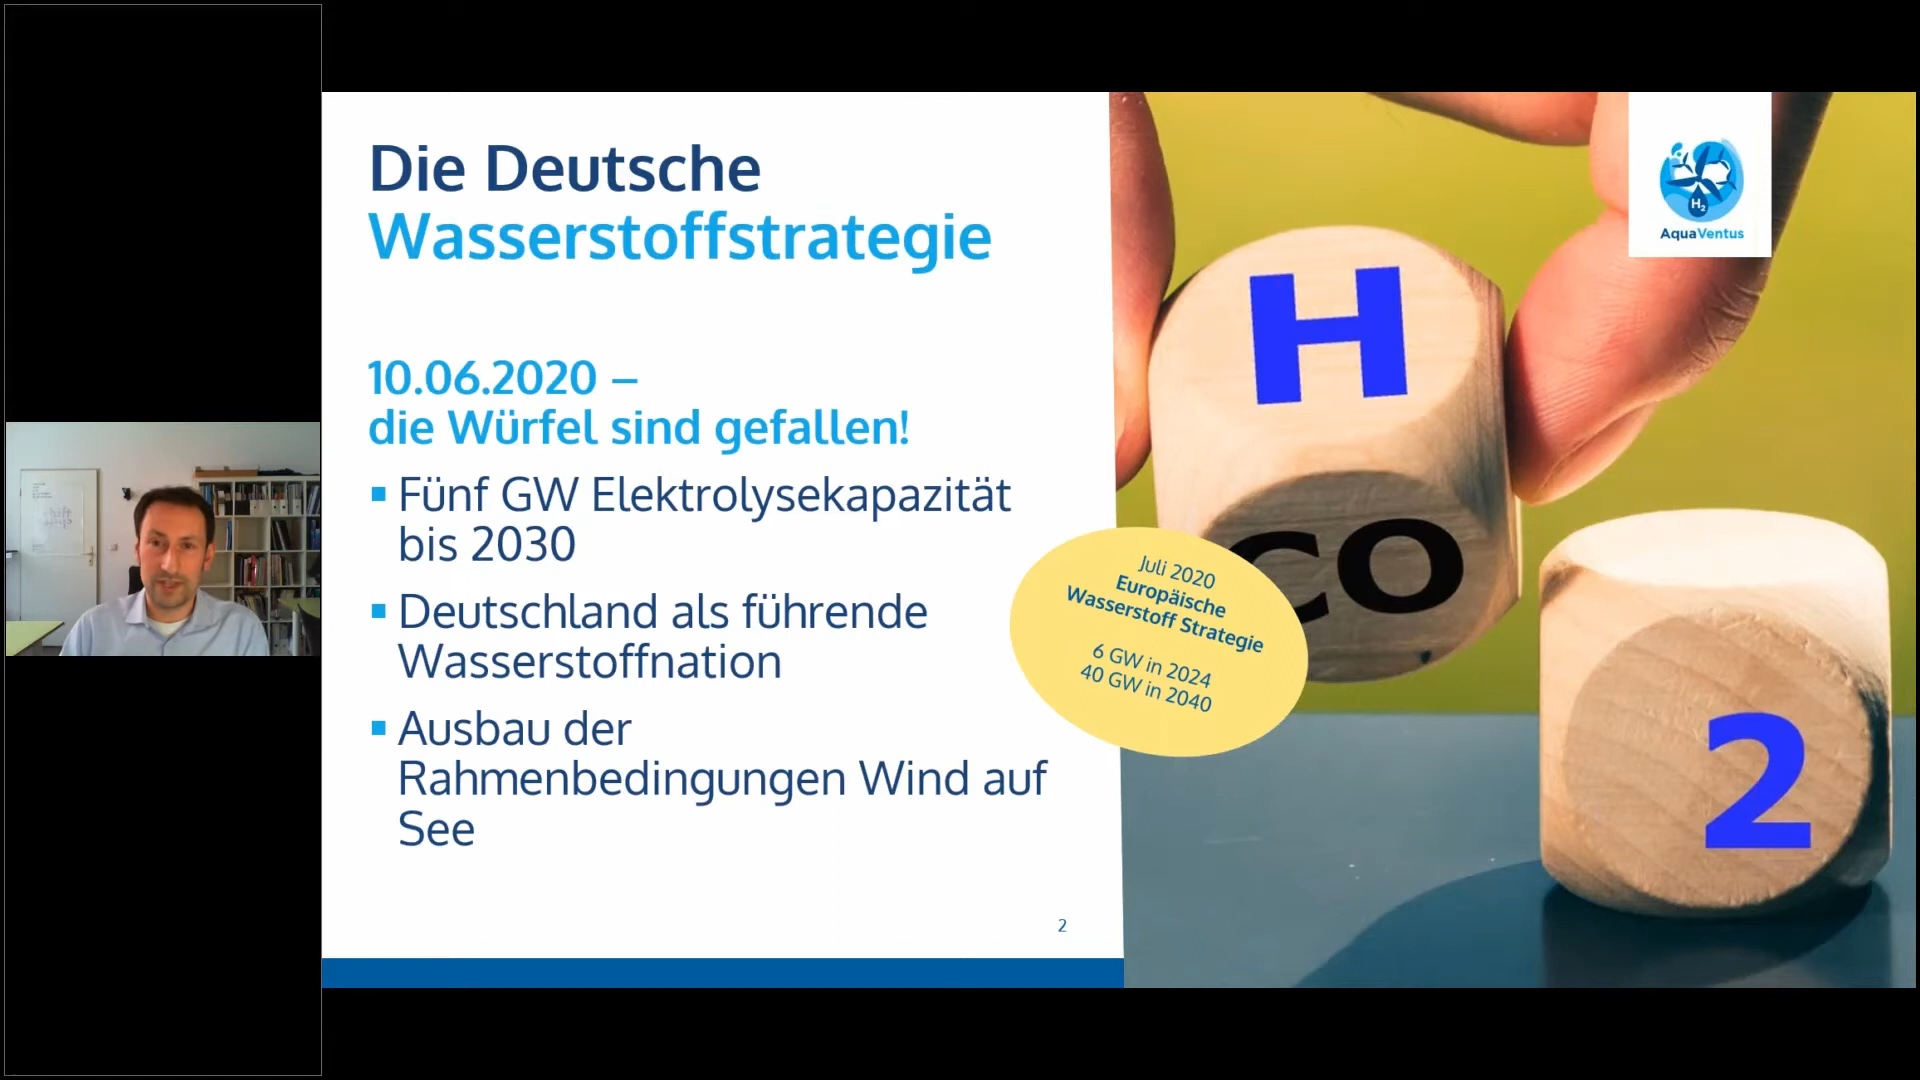 Die Deutsche
Wasserstoffstrategie
10.06.2020 –
die Würfel sind gefallen!
Fünf GW Elektrolysekapazität
bis 2030
Deutschland als führende
Wasserstoffnation
Ausbau der
Rahmenbedingungen Wind auf
See
2
Juli 2020
Europäische
Wasserstoff Strategie
6 GW in 2024
40 GW in 2040
H
CO
2
H₂
AquaVentus